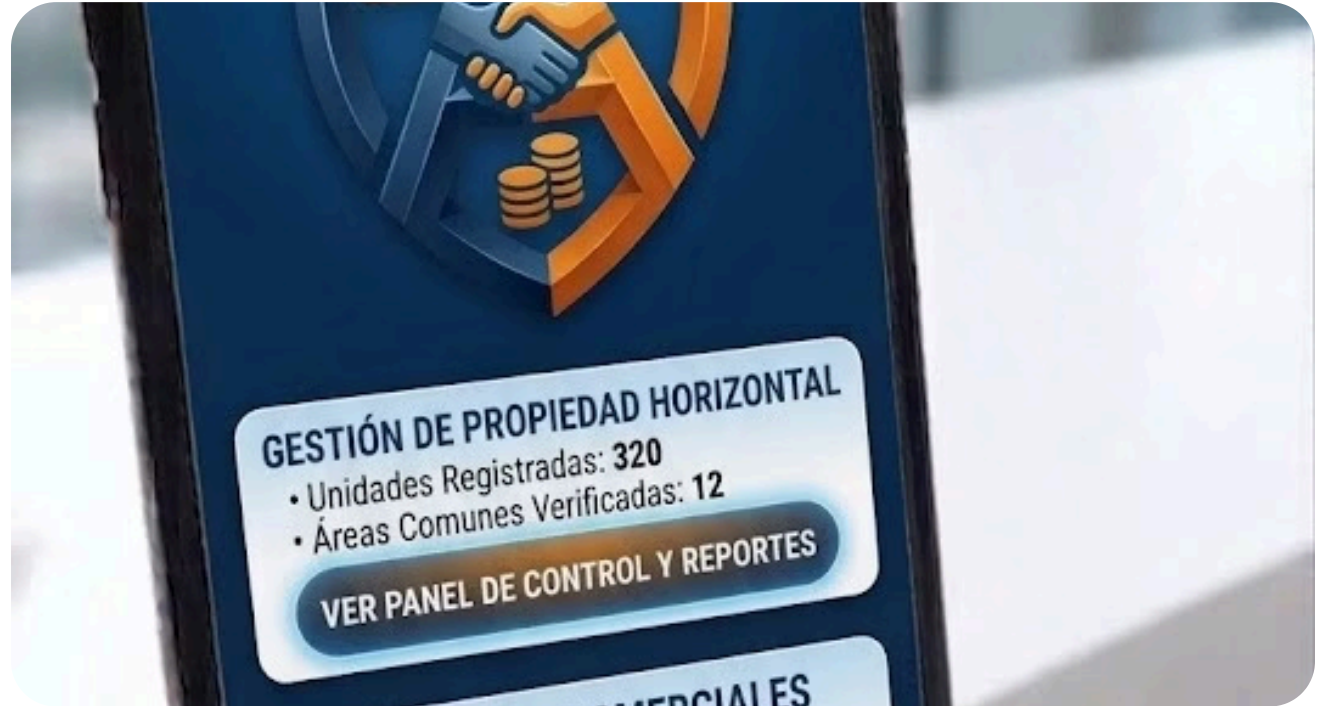 GESTIÓN DE PROPIEDAD HORIZONTAL
• Unidades Registradas: 320
• Áreas Comunes Verificadas: 12
VER PANEL DE CONTROL Y REPORTES